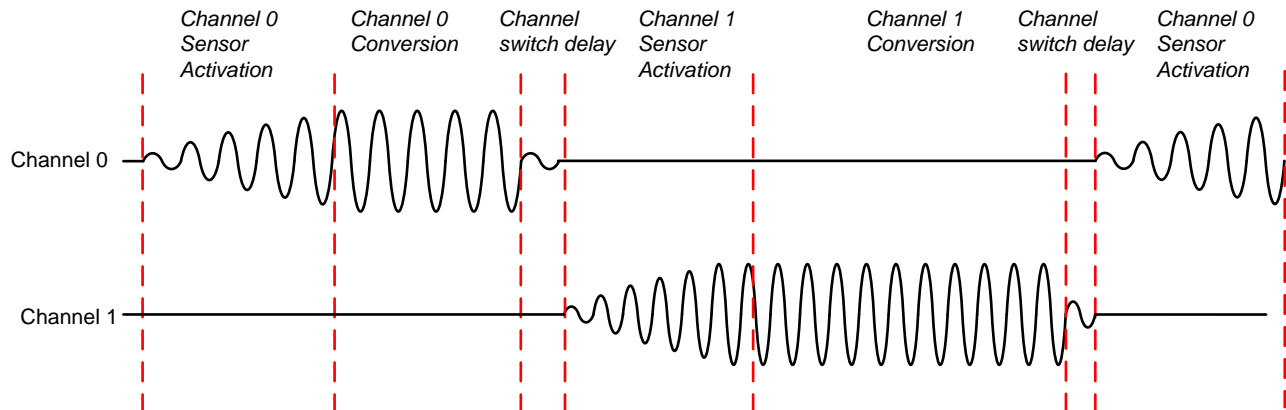 Channel 0
Sensor
Activation
Channel 0
Conversion
Channel
switch delay
Channel 1
Sensor
Activation
Channel 1
Conversion
Channel
switch delay
Channel 0
Sensor
Activation
Channel 0
Channel 1